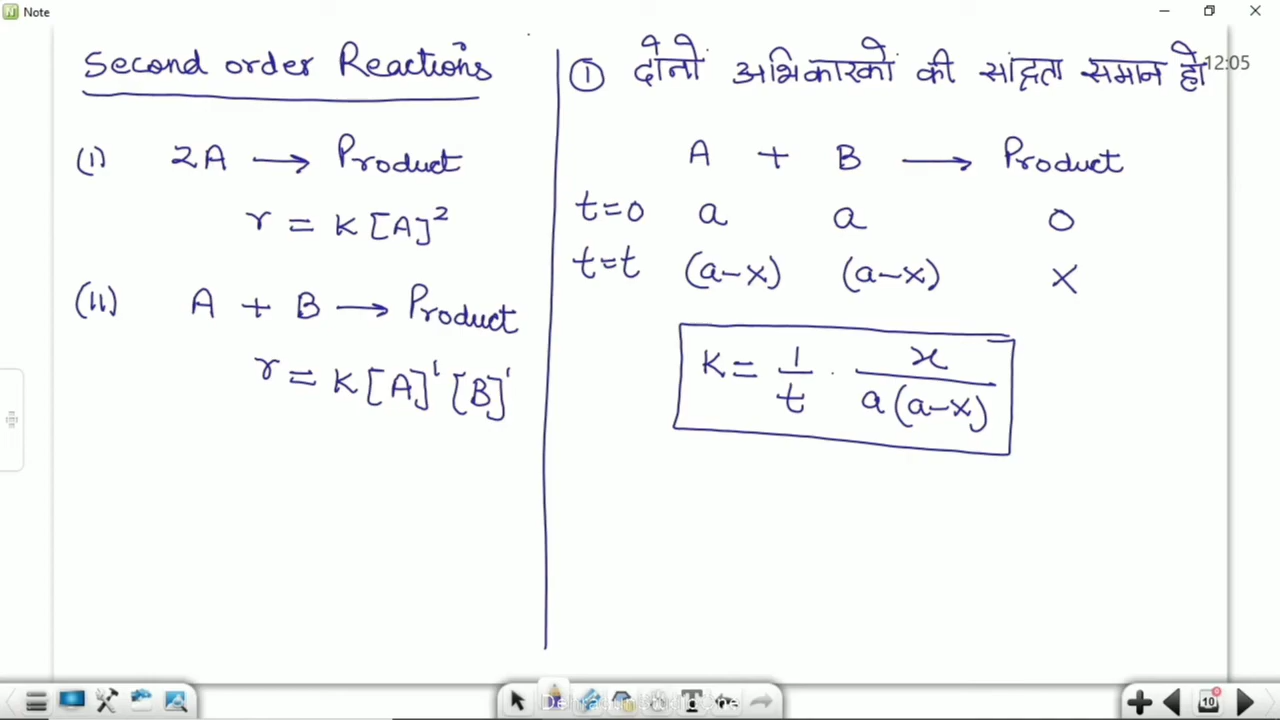 Note
Second order Reactions
(I) 2A → Product
r = K[A]²
(II) A + B → Product
r = K[A]¹[B]¹
① दोनो अभिकारको की सांद्रता समान हो
12:05
A + B → Product
t=0 a a 0
t=t (a-x) (a-x) x
K = 1/t · x/a(a-x)
10